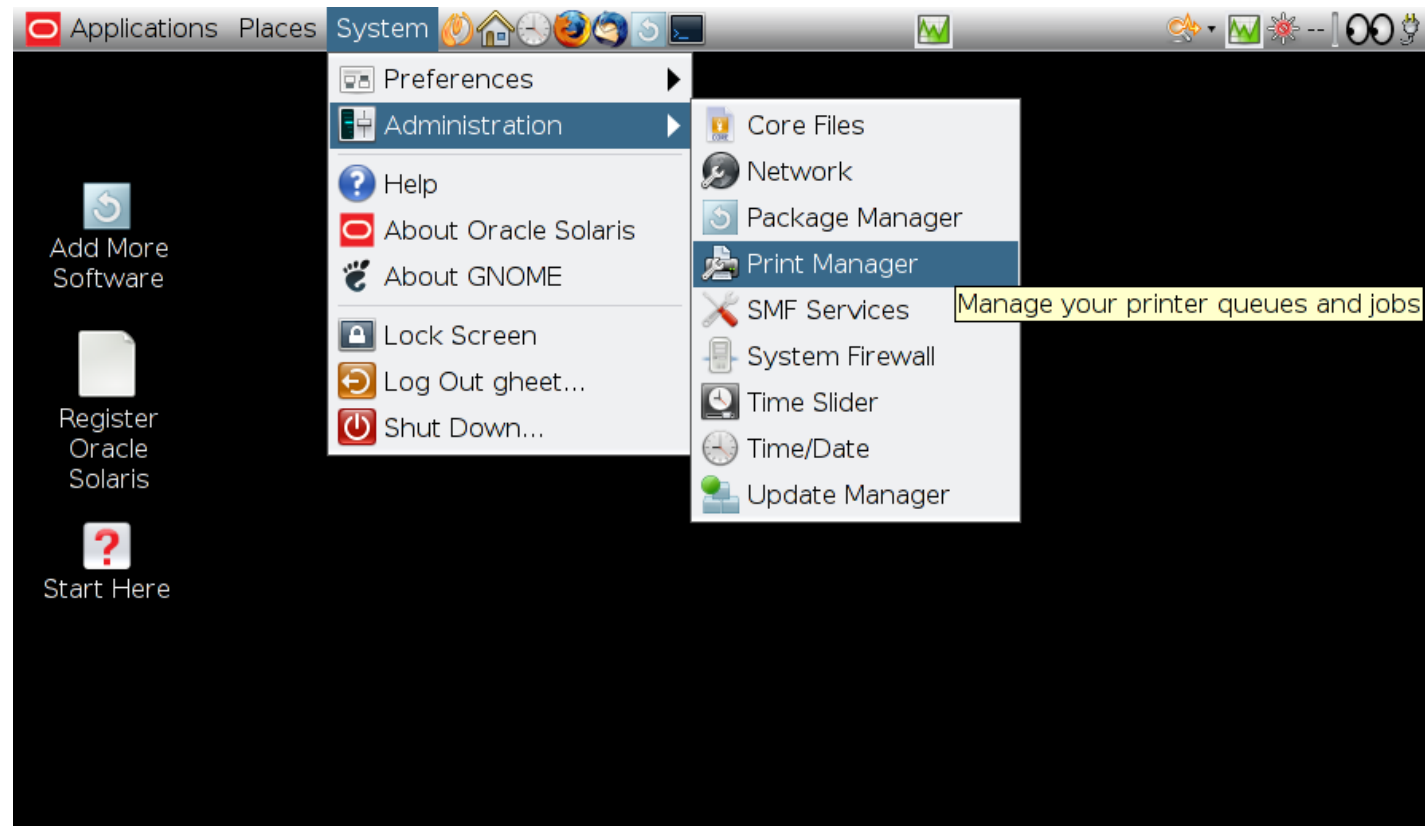 Applications Places System
--
Preferences
Administration
Help
About Oracle Solaris
About GNOME
Lock Screen
Log Out gheet...
Shut Down...
Core Files
Network
Package Manager
Print Manager
Manage your printer queues and jobs
SMF Services
System Firewall
Time Slider
Time/Date
Update Manager
Add More
Software
Register
Oracle
Solaris
Start Here